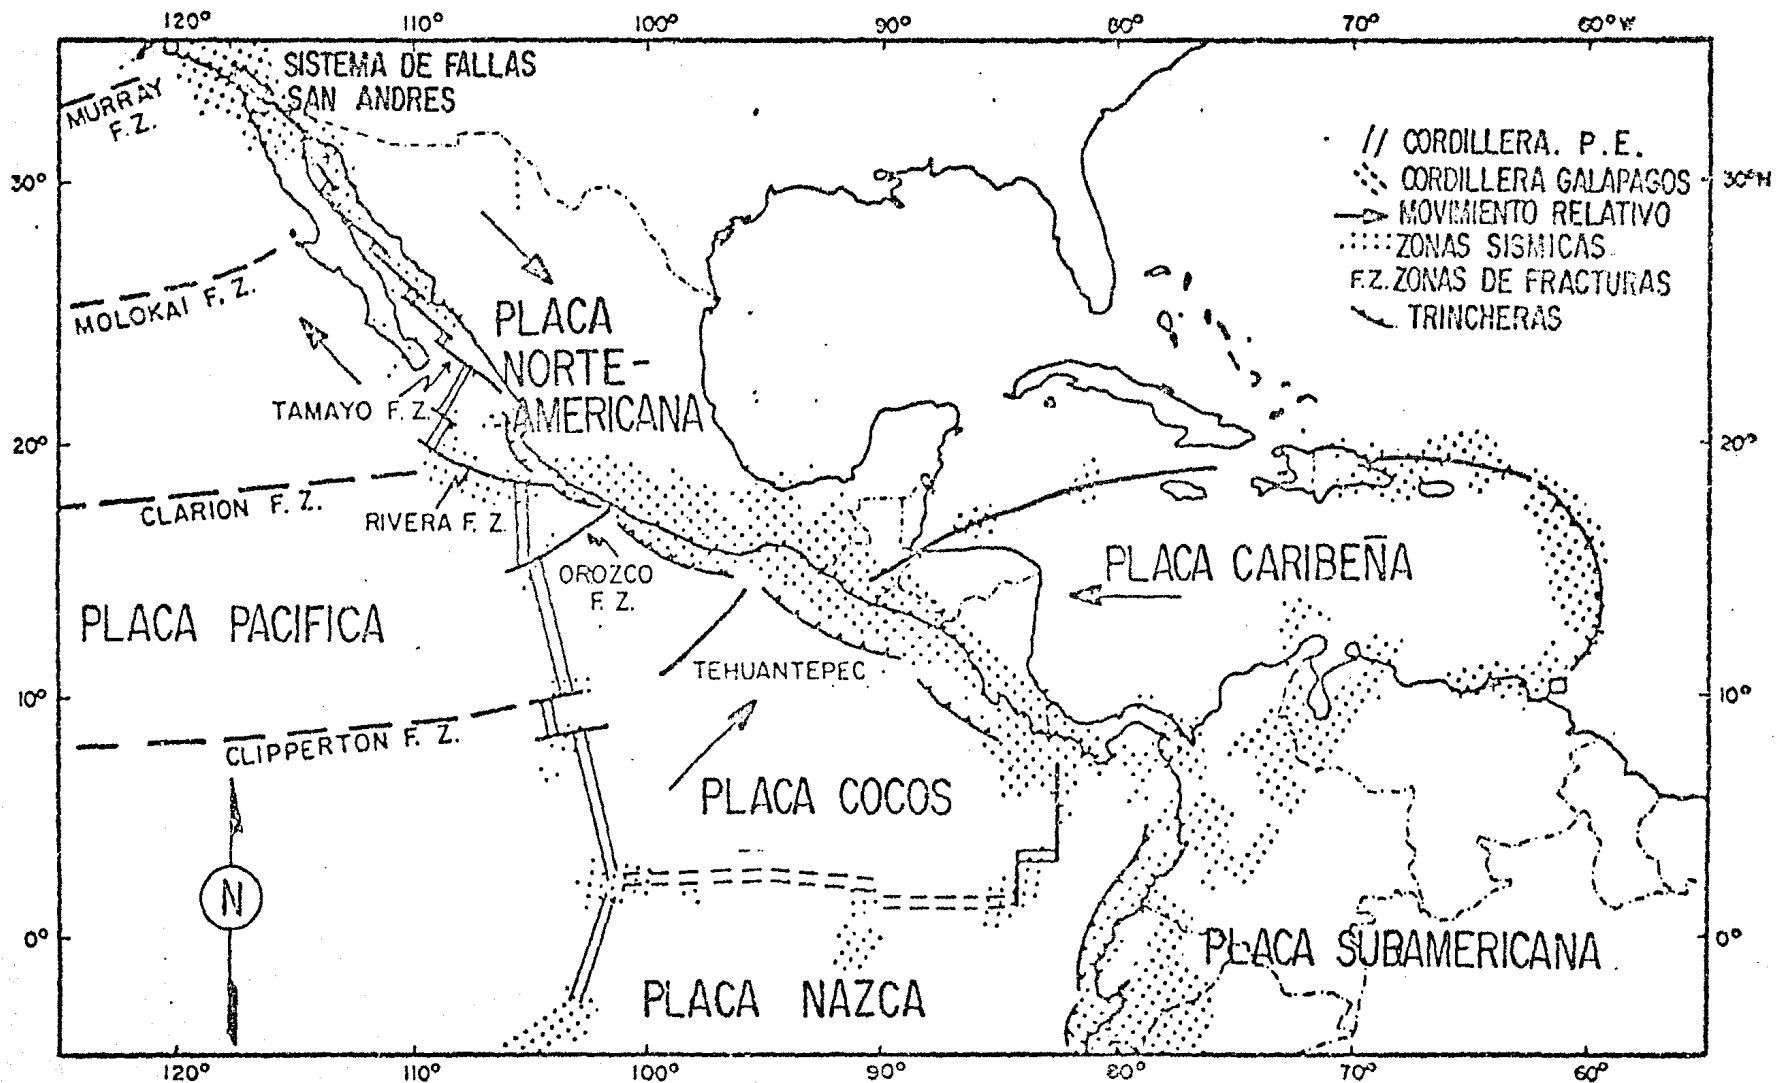 120° 110° 100° 90° 80° 70° 60° W
SISTEMA DE FALLAS
SAN ANDRES
MURRAY
F.Z.
// CORDILLERA. P.E.
CORDILLERA GALAPAGOS
MOVIMIENTO RELATIVO
ZONAS SISMICAS
F.Z. ZONAS DE FRACTURAS
TRINCHERAS
30° 30°N
MOLOKAI F. Z.
PLACA
NORTE-
AMERICANA
TAMAYO F. Z.
20° 20°
CLARION F. Z.
RIVERA F. Z.
OROZCO
F. Z.
PLACA CARIBEÑA
PLACA PACIFICA
TEHUANTEPEC
10° 10°
CLIPPERTON F. Z.
PLACA COCOS
N
0° 0°
PLACA SURAMERICANA
PLACA NAZCA
120° 110° 100° 90° 80° 70° 60°